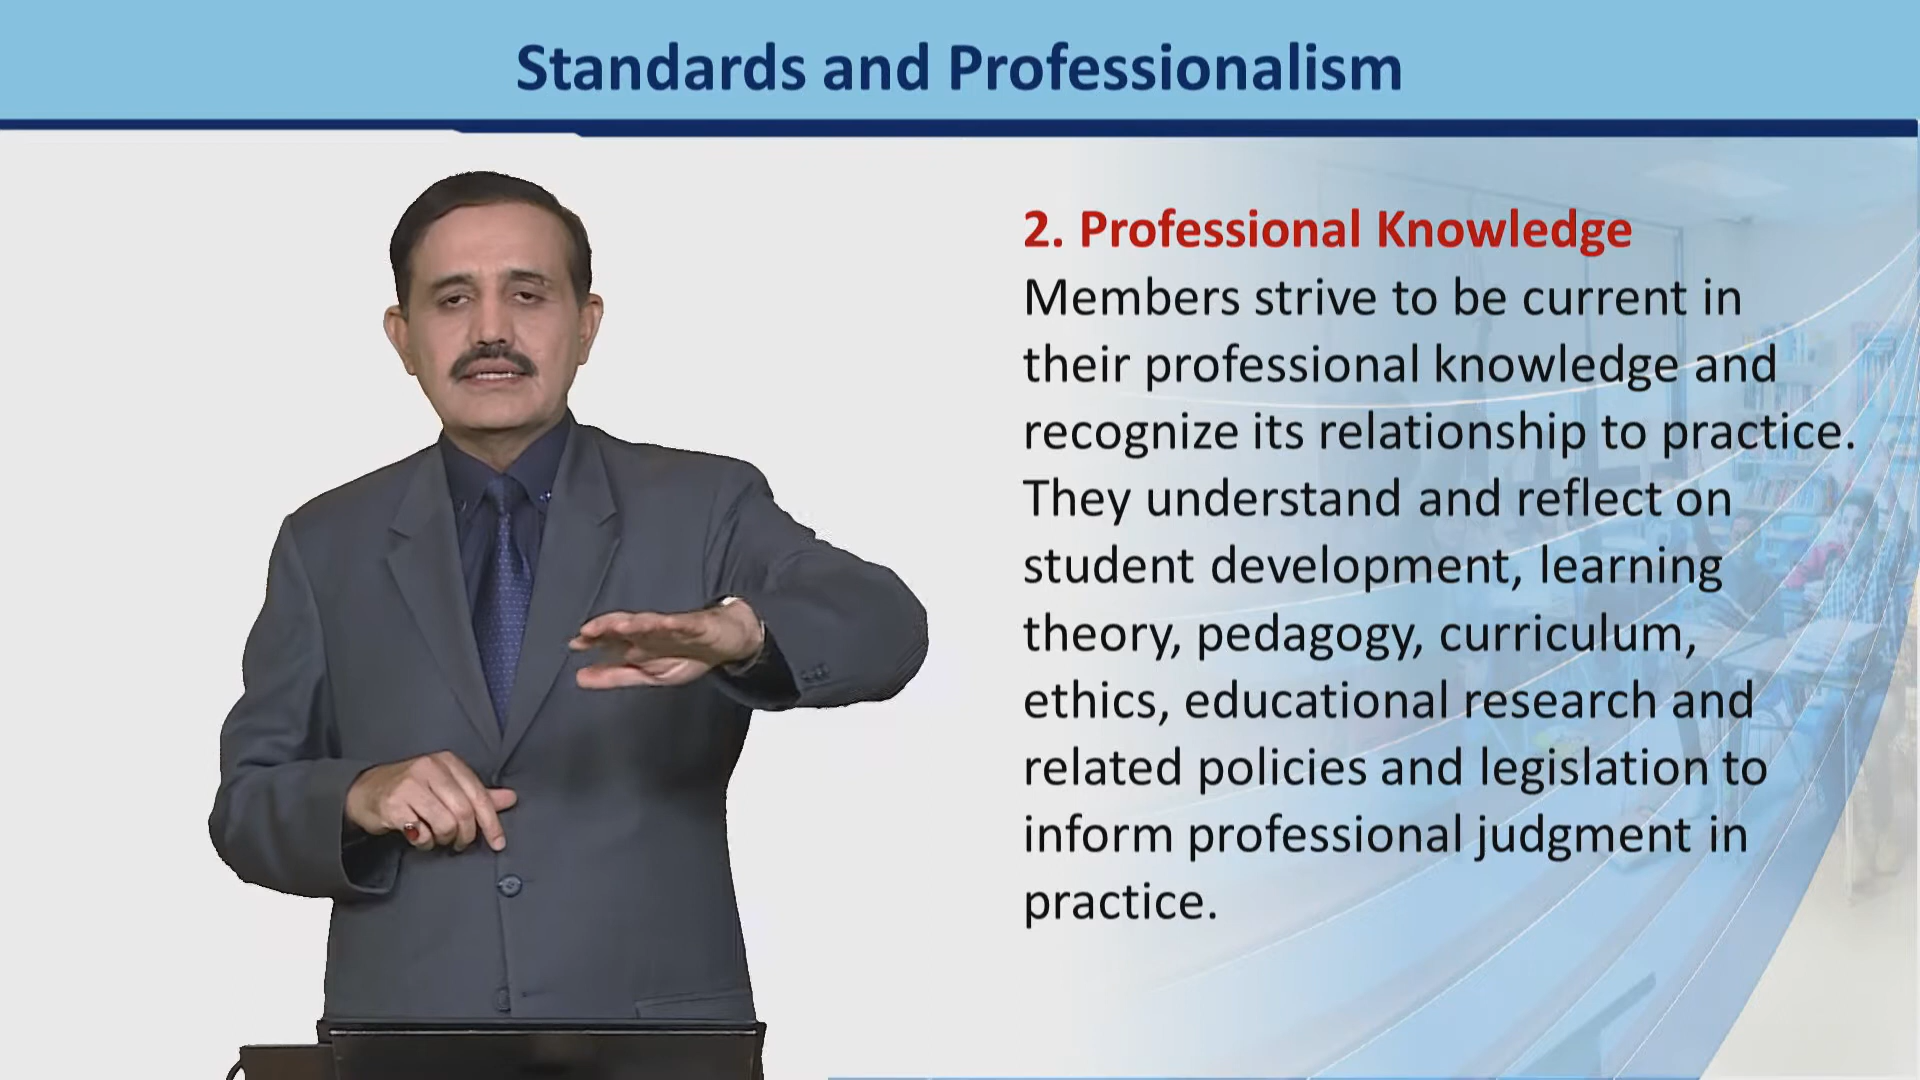 Standards and Professionalism
2. Professional Knowledge
Members strive to be current in
their professional knowledge and
recognize its relationship to practice.
They understand and reflect on
student development, learning
theory, pedagogy, curriculum,
ethics, educational research and
related policies and legislation to
inform professional judgment in
practice.